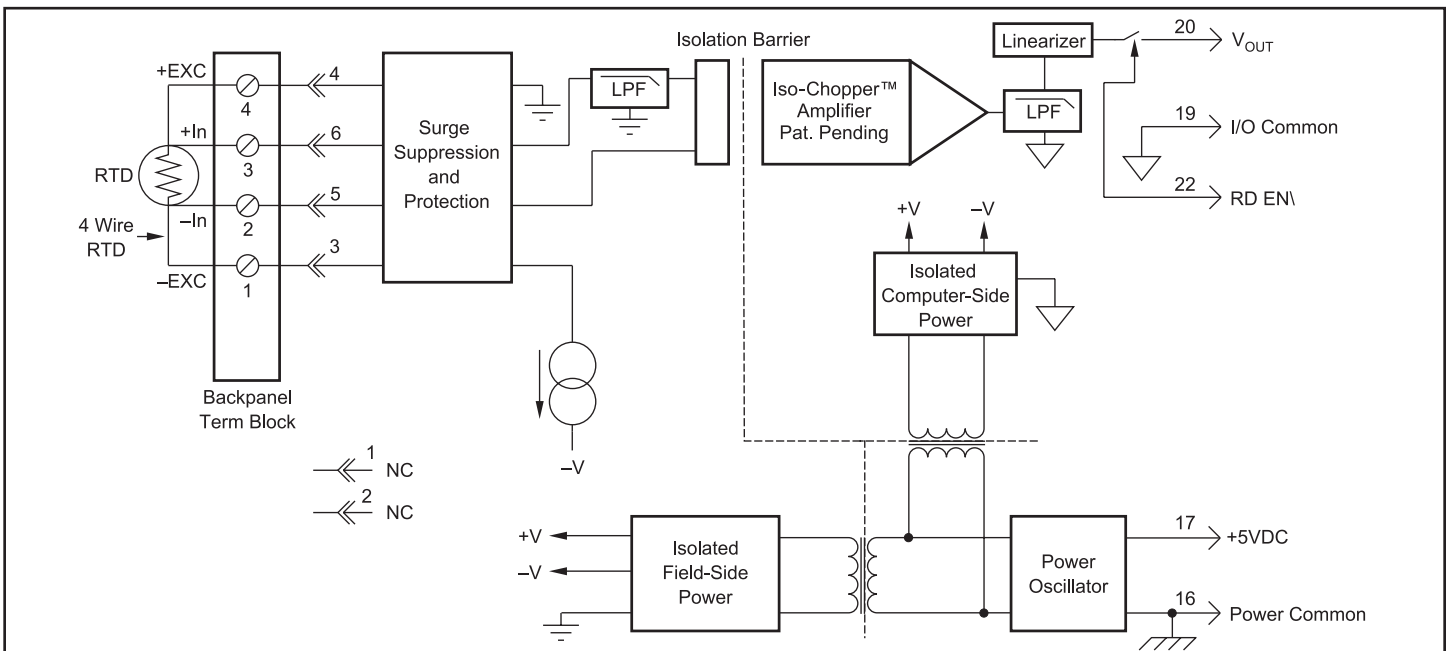 +EXC
4
4
+In
3
6
RTD
–In
2
5
4 Wire
RTD
–EXC
1
3
Backpanel
Term Block
Surge
Suppression
and
Protection
LPF
Isolation Barrier
Iso-Chopper™
Amplifier
Pat. Pending
LPF
Linearizer
20
VOUT
19
I/O Common
22
RD EN\
–V
1
NC
2
NC
+V
–V
Isolated
Computer-Side
Power
+V
–V
Isolated
Field-Side
Power
Power
Oscillator
17
+5VDC
16
Power Common